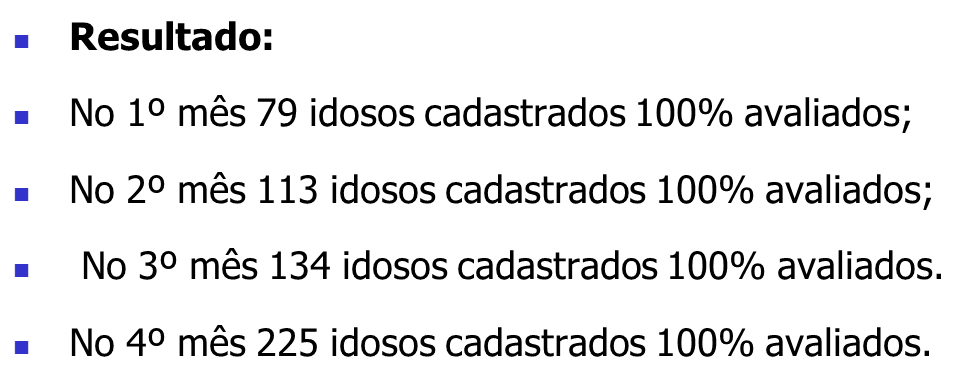 Resultado:
No 1º mês 79 idosos cadastrados 100% avaliados;
No 2º mês 113 idosos cadastrados 100% avaliados;
No 3º mês 134 idosos cadastrados 100% avaliados.
No 4º mês 225 idosos cadastrados 100% avaliados.